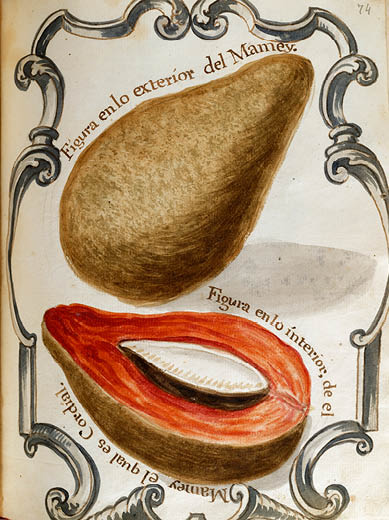 74
Figura en lo exterior del Mamey.
Figura en lo interior, de el
Mamey el qual es Cordial.